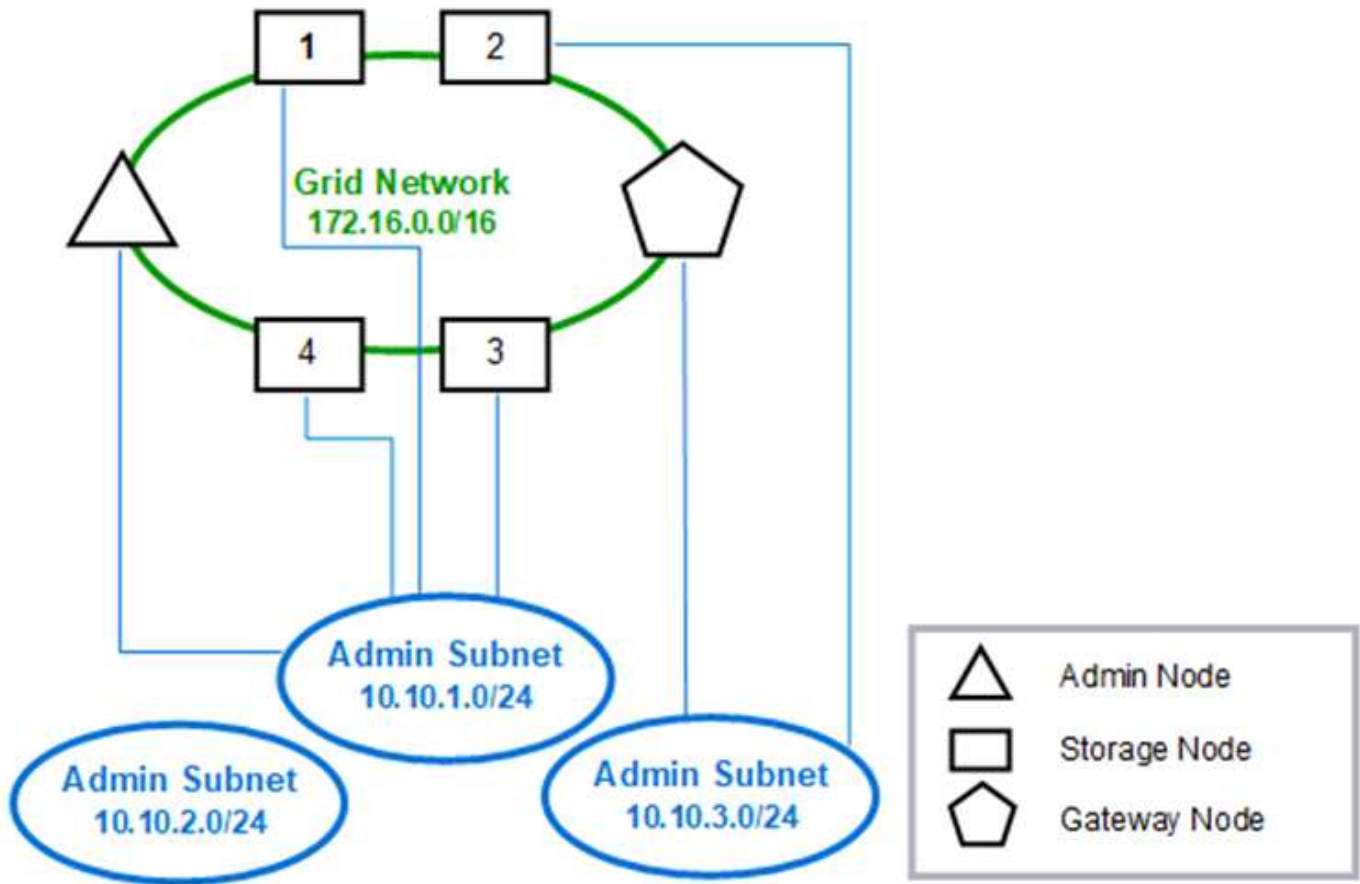 1
2
Grid Network
172.16.0.0/16
4
3
Admin Subnet
10.10.1.0/24
Admin Subnet
10.10.2.0/24
Admin Subnet
10.10.3.0/24
Admin Node
Storage Node
Gateway Node